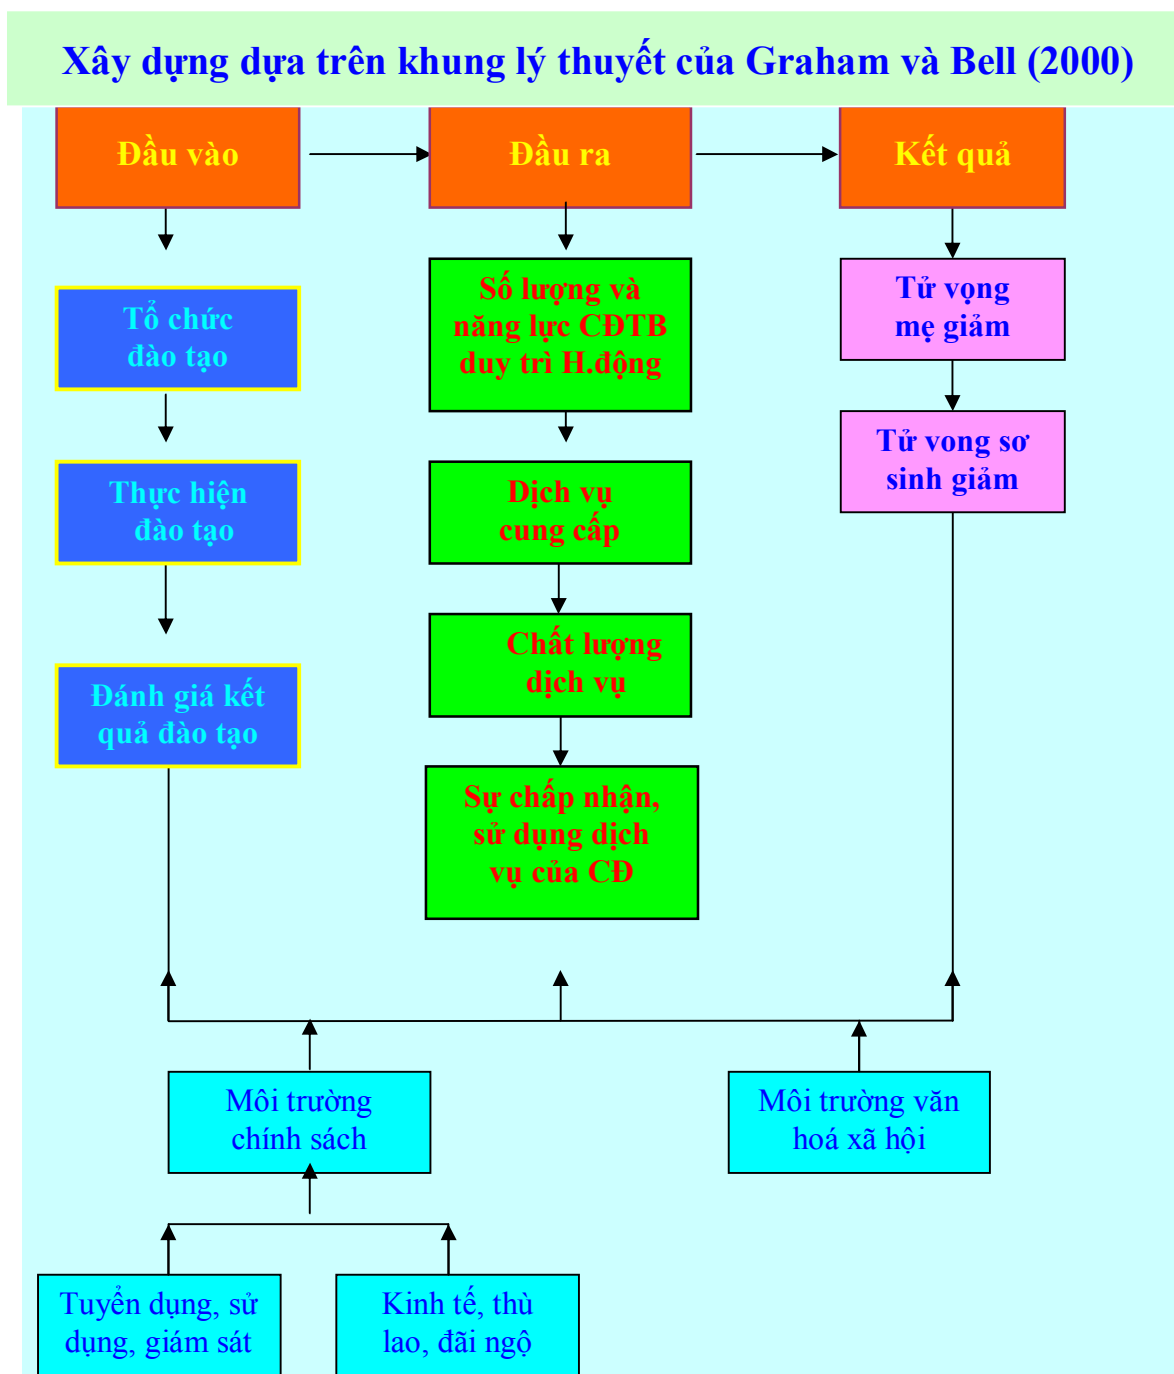 Xây dựng dựa trên khung lý thuyết của Graham và Bell (2000)
Đầu vào
Đầu ra
Kết quả
Tổ chức
đào tạo
Thực hiện
đào tạo
Đánh giá kết
quả đào tạo
Số lượng và
năng lực CĐTB
duy trì H.động
Dịch vụ
cung cấp
Chất lượng
dịch vụ
Sự chấp nhận,
sử dụng dịch
vụ của CĐ
Tử vọng
mẹ giảm
Tử vong sơ
sinh giảm
Môi trường
chính sách
Môi trường văn
hoá xã hội
Tuyển dụng, sử
dụng, giám sát
Kinh tế, thù
lao, đãi ngộ